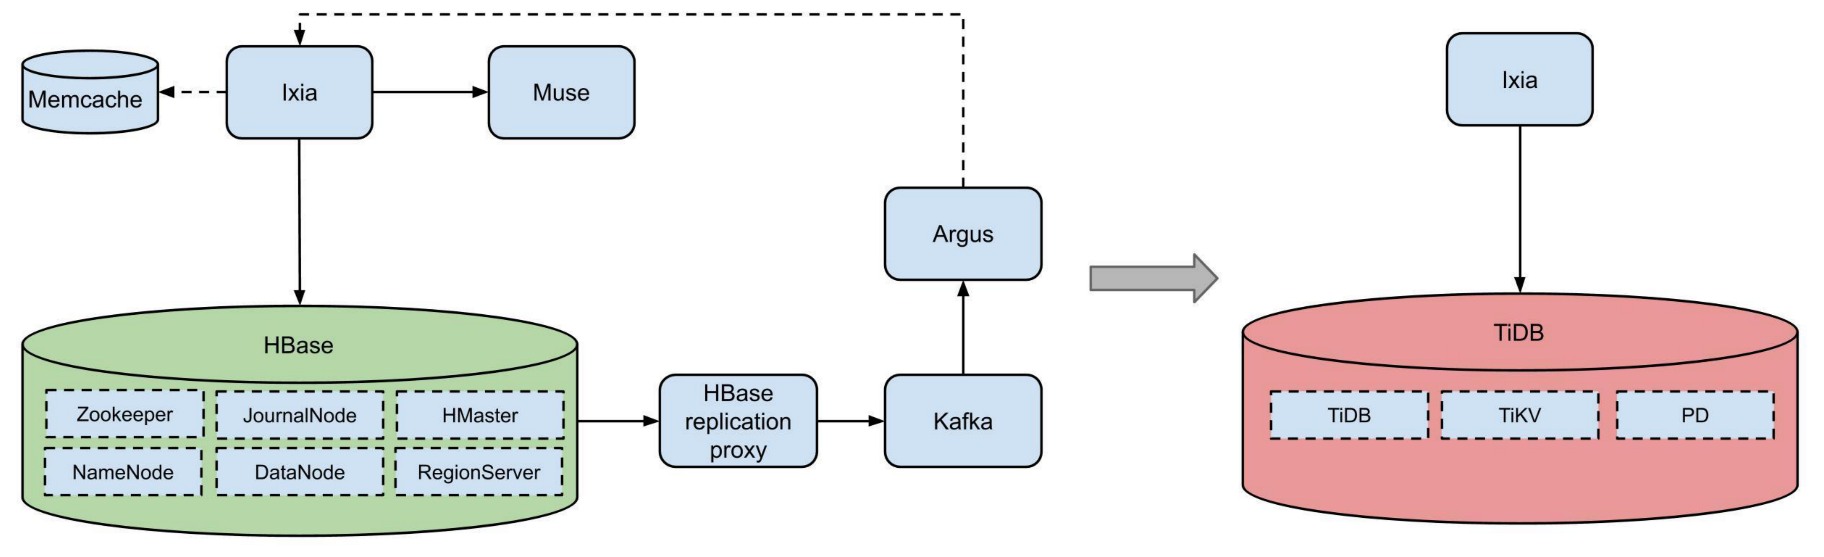 Memcache
Ixia
Muse
Argus
HBase
Zookeeper
JournalNode
HMaster
NameNode
DataNode
RegionServer
HBase
replication
proxy
Kafka
Ixia
TiDB
TiDB
TiKV
PD